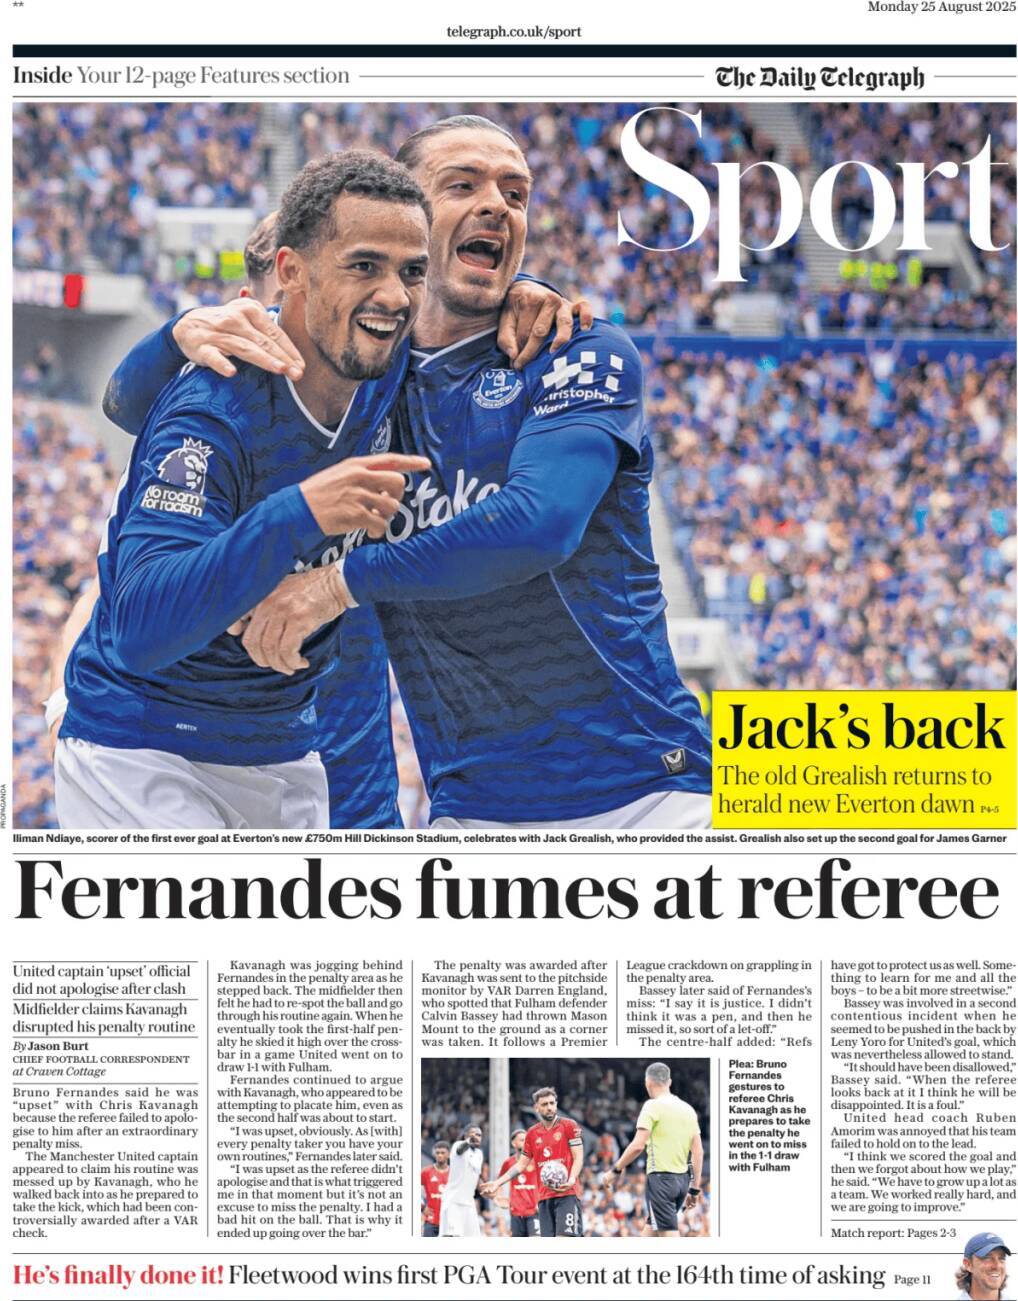 **
Monday 25 August 2025
telegraph.co.uk/sport
Inside Your 12-page Features section
The Daily Telegraph
Sport
Everton
Christopher
Ward
Stake
No room
for racism
AERTEX
Jack's back
The old Grealish returns to
herald new Everton dawn P4-5
PROPAGANDA
Iliman Ndiaye, scorer of the first ever goal at Everton's new £750m Hill Dickinson Stadium, celebrates with Jack Grealish, who provided the assist. Grealish also set up the second goal for James Garner
Fernandes fumes at referee
United captain 'upset' official
did not apologise after clash
Midfielder claims Kavanagh
disrupted his penalty routine
By Jason Burt
CHIEF FOOTBALL CORRESPONDENT
at Craven Cottage
Bruno Fernandes said he was
"upset" with Chris Kavanagh
because the referee failed to apolo-
gise to him after an extraordinary
penalty miss.
The Manchester United captain
appeared to claim his routine was
messed up by Kavanagh, who he
walked back into as he prepared to
take the kick, which had been con-
troversially awarded after a VAR
check.
Kavanagh was jogging behind
Fernandes in the penalty area as he
stepped back. The midfielder then
felt he had to re-spot the ball and go
through his routine again. When he
eventually took the first-half pen-
alty he skied it high over the cross-
bar in a game United went on to
draw 1-1 with Fulham.
Fernandes continued to argue
with Kavanagh, who appeared to be
attempting to placate him, even as
the second half was about to start.
"I was upset, obviously. As [with]
every penalty taker you have your
own routines," Fernandes later said.
"I was upset as the referee didn't
apologise and that is what triggered
me in that moment but it's not an
excuse to miss the penalty. I had a
bad hit on the ball. That is why it
ended up going over the bar."
The penalty was awarded after
Kavanagh was sent to the pitchside
monitor by VAR Darren England,
who spotted that Fulham defender
Calvin Bassey had thrown Mason
Mount to the ground as a corner
was taken. It follows a Premier
League crackdown on grappling in
the penalty area.
Bassey later said of Fernandes's
miss: "I say it is justice. I didn't
think it was a pen, and then he
missed it, so sort of a let-off."
The centre-half added: "Refs
8
Plea: Bruno
Fernandes
gestures to
referee Chris
Kavanagh as he
prepares to take
the penalty he
went on to miss
in the 1-1 draw
with Fulham
have got to protect us as well. Some-
thing to learn for me and all the
boys – to be a bit more streetwise."
Bassey was involved in a second
contentious incident when he
seemed to be pushed in the back by
Leny Yoro for United's goal, which
was nevertheless allowed to stand.
"It should have been disallowed,"
Bassey said. "When the referee
looks back at it I think he will be
disappointed. It is a foul."
United head coach Ruben
Amorim was annoyed that his team
failed to hold on to the lead.
"I think we scored the goal and
then we forgot about how we play,"
he said. "We have to grow up a lot as
a team. We worked really hard, and
we are going to improve."
Match report: Pages 2-3
He's finally done it! Fleetwood wins first PGA Tour event at the 164th time of asking Page 11